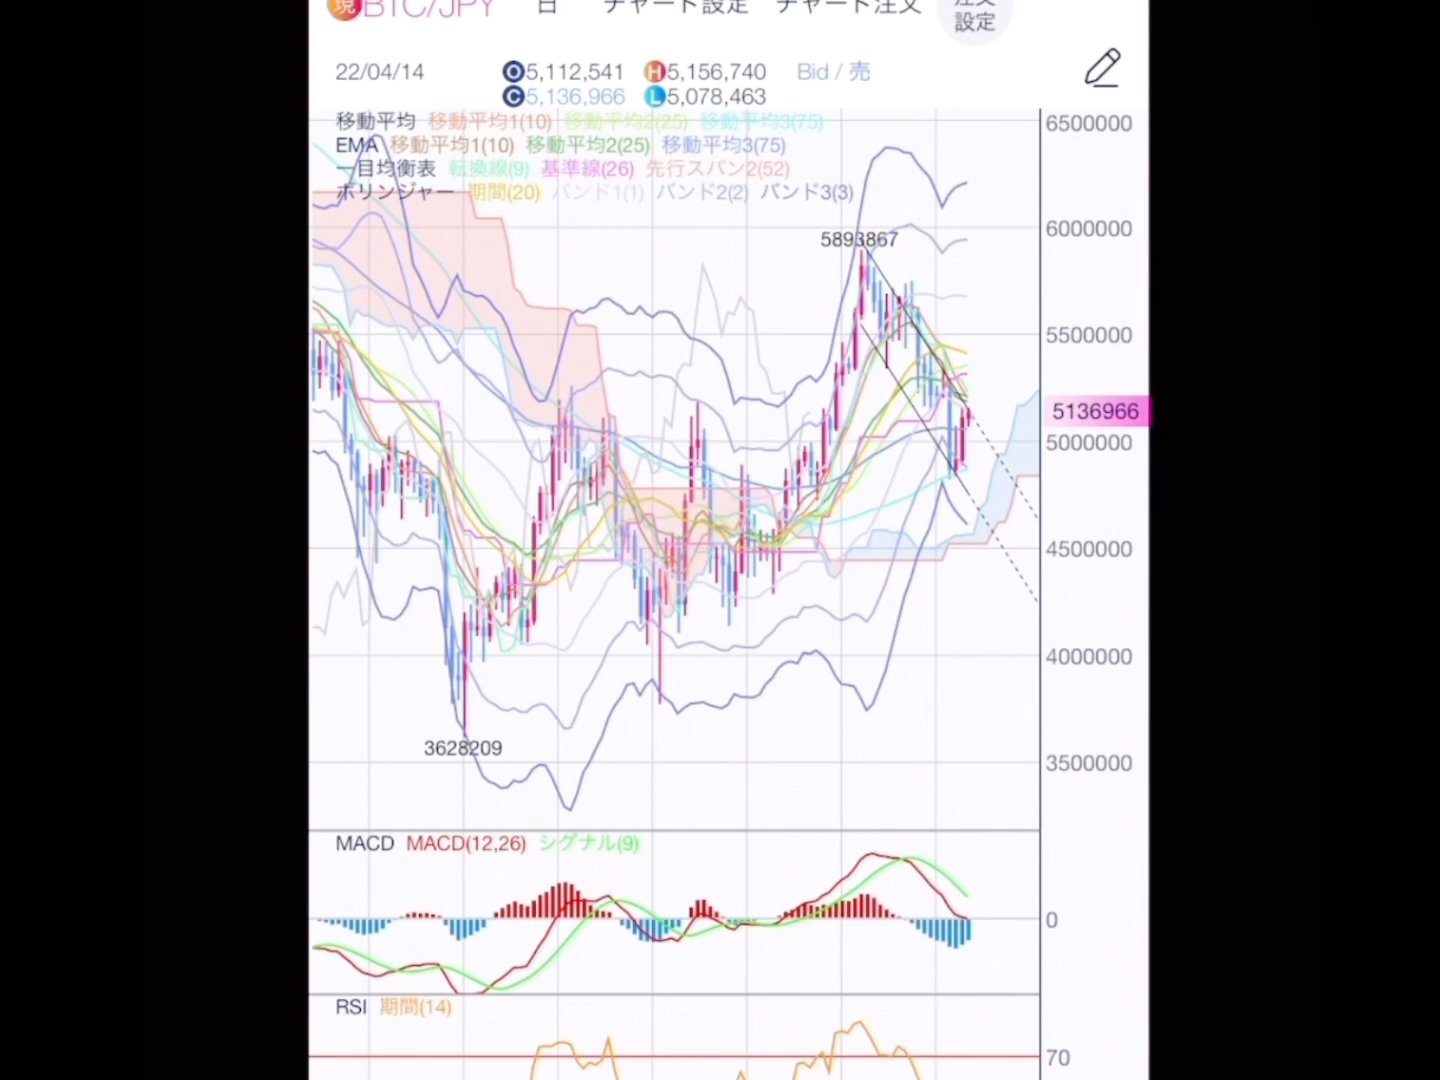 現 BTC/JPY 日 チャート設定 チャート注文 注文
設定
22/04/14 O 5,112,541 H 5,156,740 Bid / 売
C 5,136,966 L 5,078,463
移動平均 移動平均1(10) 移動平均2(25) 移動平均3(75)
EMA 移動平均1(10) 移動平均2(25) 移動平均3(75)
一目均衡表 転換線(9) 基準線(26) 先行スパン2(52)
ボリンジャー 期間(20) バンド1(1) バンド2(2) バンド3(3)
6500000
6000000
5893867
5500000
5136966
5000000
4500000
4000000
3628209
3500000
MACD MACD(12,26) シグナル(9)
0
RSI 期間(14)
70